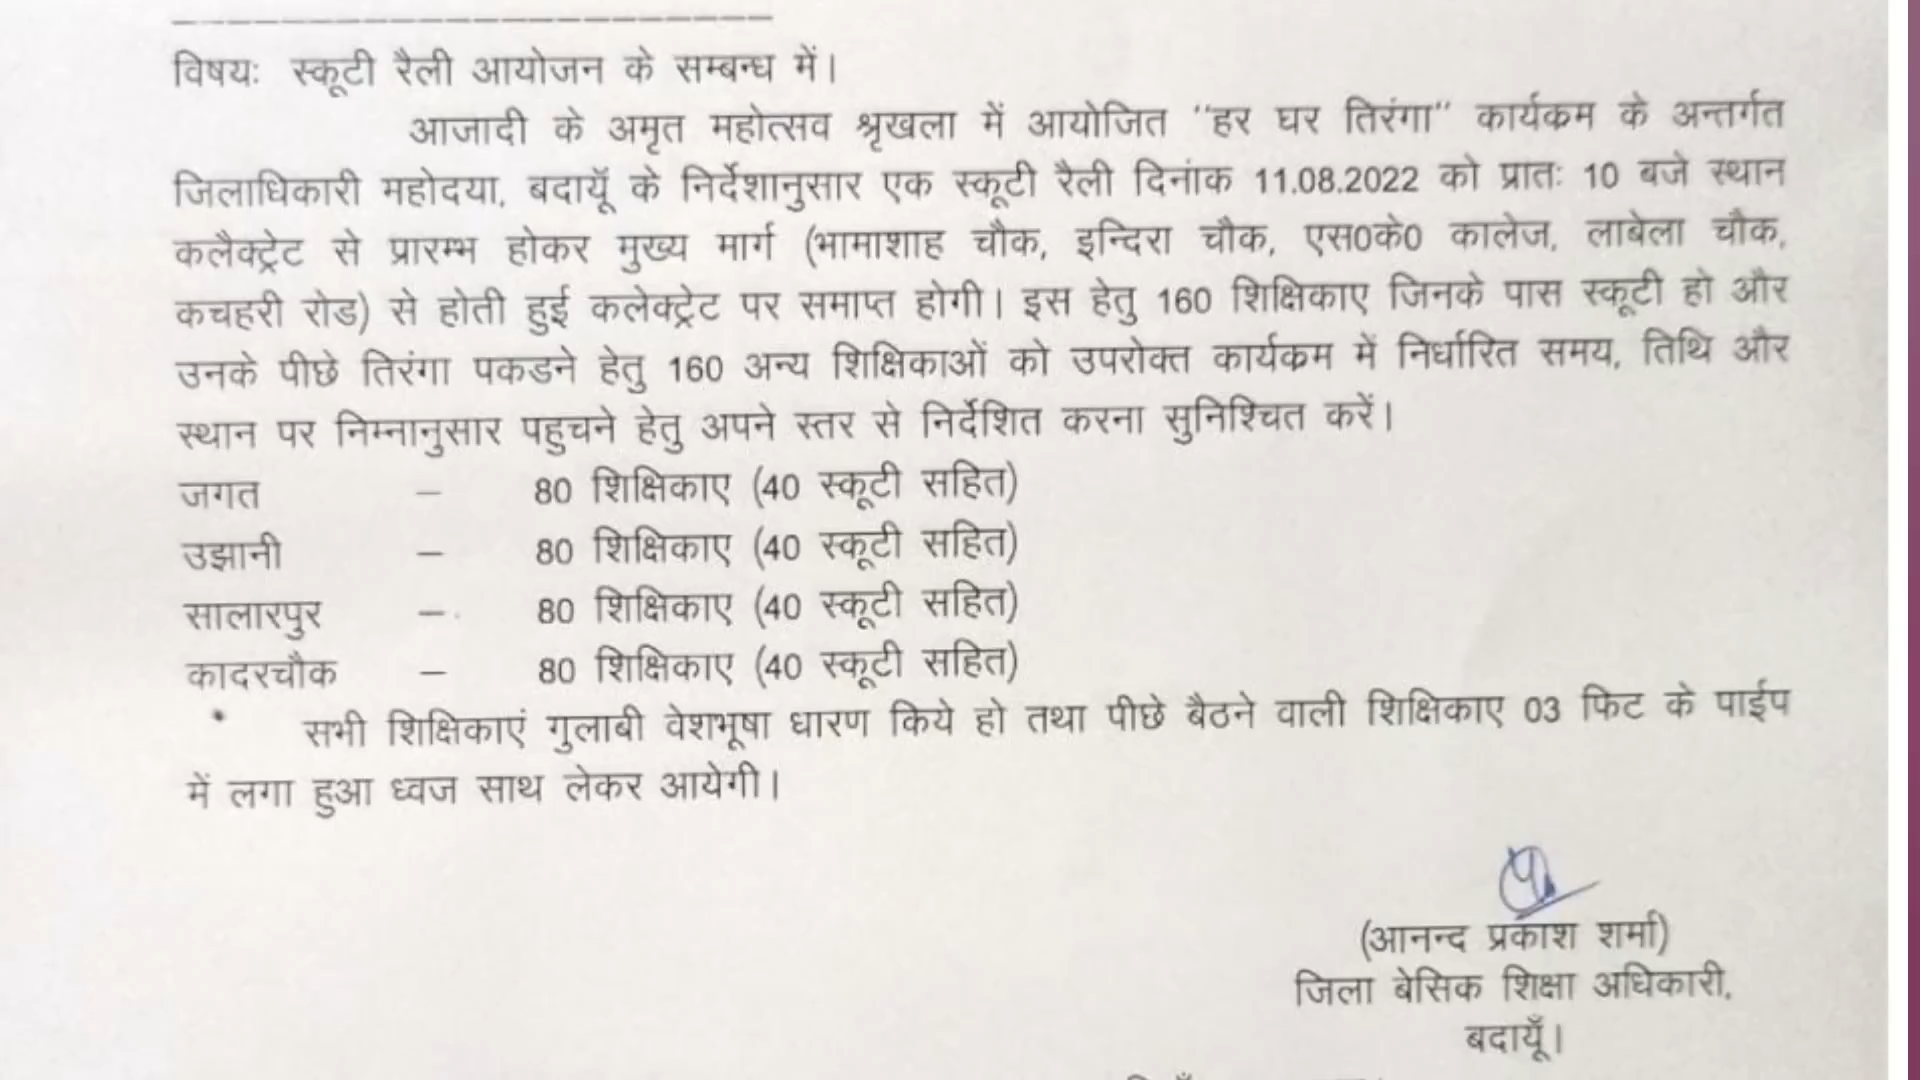 विषयः स्कूटी रैली आयोजन के सम्बन्ध में।
आजादी के अमृत महोत्सव श्रृखला में आयोजित "हर घर तिरंगा" कार्यक्रम के अन्तर्गत
जिलाधिकारी महोदया, बदायूँ के निर्देशानुसार एक स्कूटी रैली दिनांक 11.08.2022 को प्रातः 10 बजे स्थान
कलैक्ट्रेट से प्रारम्भ होकर मुख्य मार्ग (भामाशाह चौक, इन्दिरा चौक, एस0के0 कालेज, लाबेला चौक,
कचहरी रोड) से होती हुई कलेक्ट्रेट पर समाप्त होगी। इस हेतु 160 शिक्षिकाए जिनके पास स्कूटी हो और
उनके पीछे तिरंगा पकडने हेतु 160 अन्य शिक्षिकाओं को उपरोक्त कार्यक्रम में निर्धारित समय, तिथि और
स्थान पर निम्नानुसार पहुचने हेतु अपने स्तर से निर्देशित करना सुनिश्चित करें।
जगत – 80 शिक्षिकाए (40 स्कूटी सहित)
उझानी – 80 शिक्षिकाए (40 स्कूटी सहित)
सालारपुर – 80 शिक्षिकाए (40 स्कूटी सहित)
कादरचौक – 80 शिक्षिकाए (40 स्कूटी सहित)
सभी शिक्षिकाएं गुलाबी वेशभूषा धारण किये हो तथा पीछे बैठने वाली शिक्षिकाए 03 फिट के पाईप
में लगा हुआ ध्वज साथ लेकर आयेगी।
(आनन्द प्रकाश शर्मा)
जिला बेसिक शिक्षा अधिकारी,
बदायूँ।